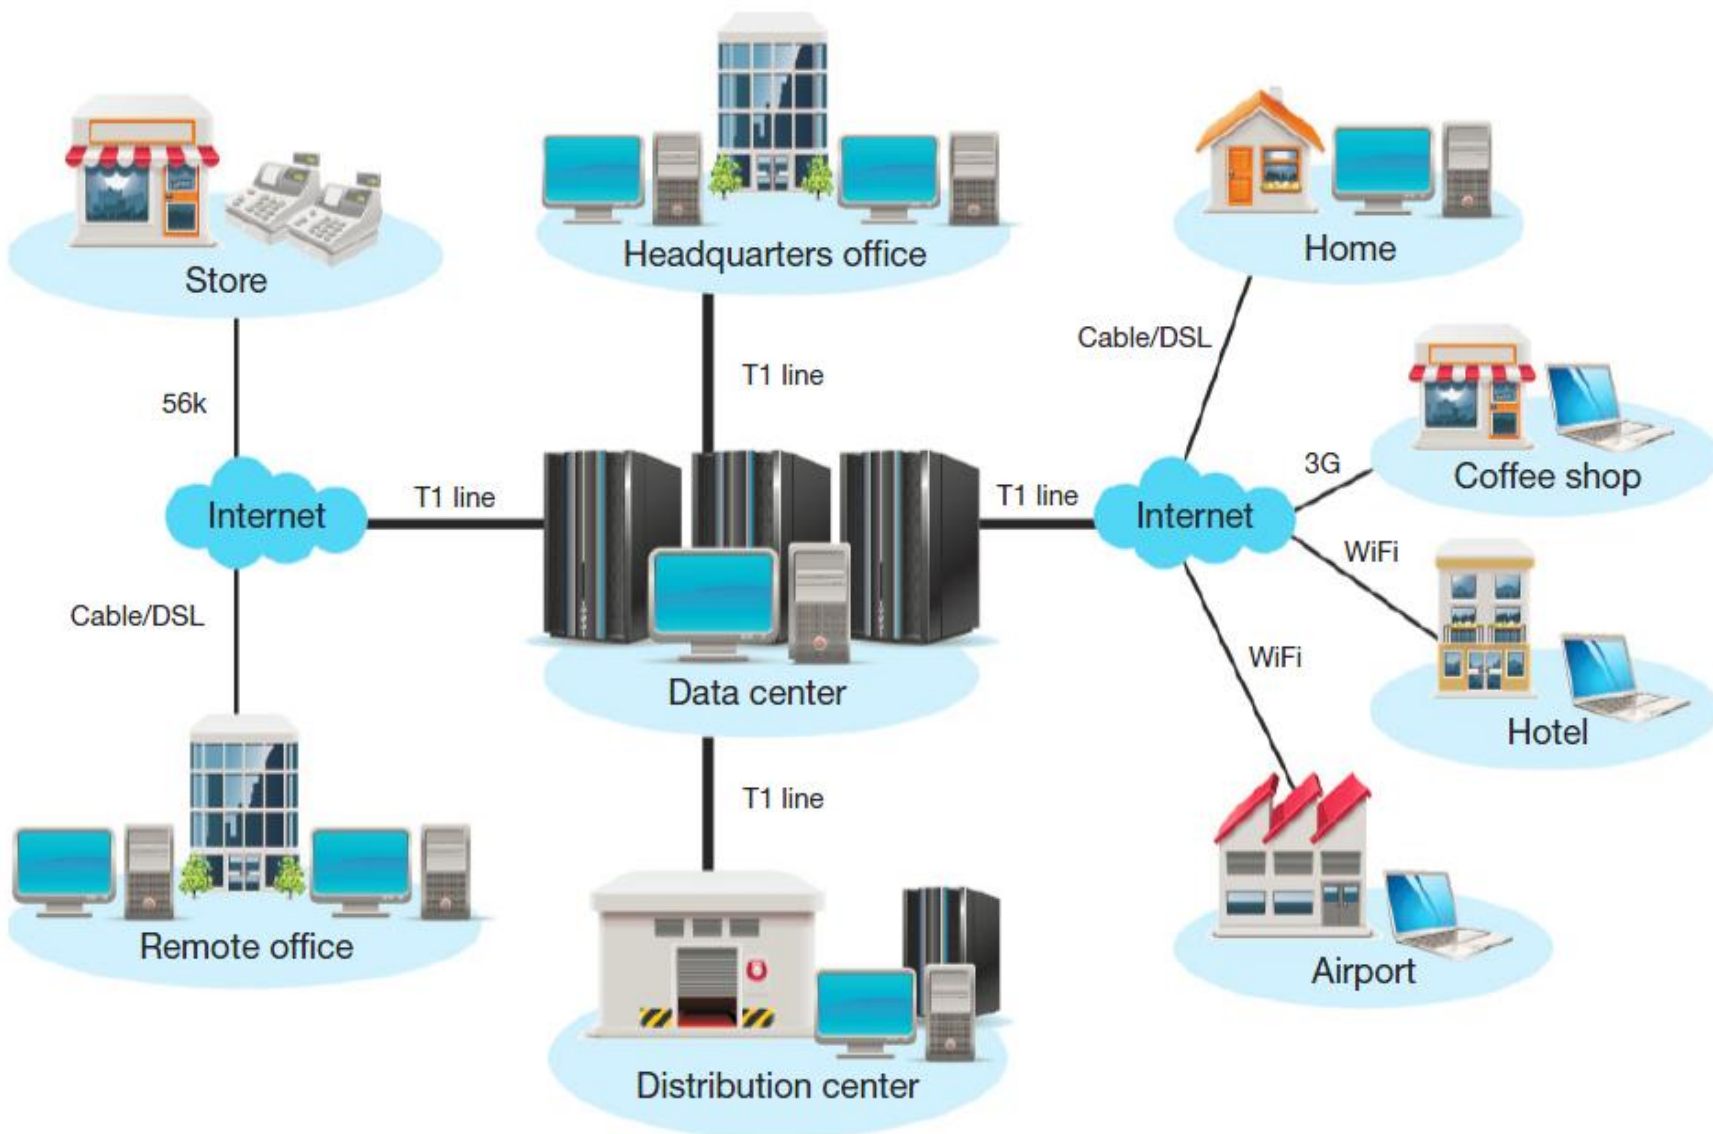 Store
Headquarters office
Home
Cable/DSL
T1 line
56k
Coffee shop
3G
T1 line
T1 line
Internet
Internet
WiFi
Cable/DSL
WiFi
Data center
Hotel
T1 line
Remote office
Airport
Distribution center